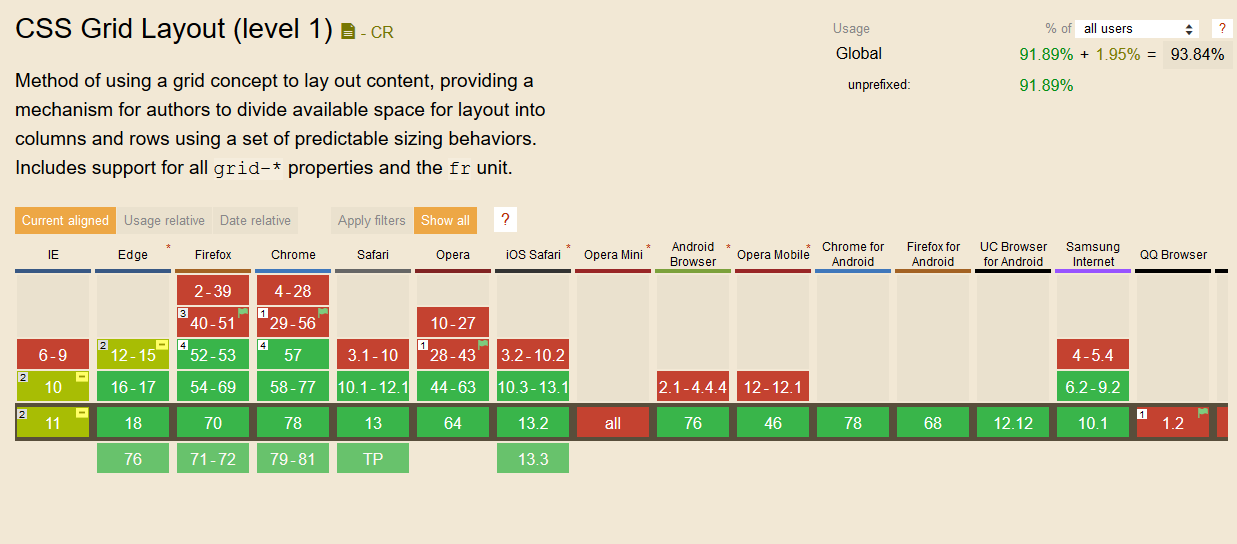 CSS Grid Layout (level 1) - CR
Usage % of all users ?
Global 91.89% + 1.95% = 93.84%
unprefixed: 91.89%
Method of using a grid concept to lay out content, providing a
mechanism for authors to divide available space for layout into
columns and rows using a set of predictable sizing behaviors.
Includes support for all grid-* properties and the fr unit.
Current aligned Usage relative Date relative Apply filters Show all ?
IE Edge * Firefox Chrome Safari Opera iOS Safari * Opera Mini * Android Browser * Opera Mobile * Chrome for Android Firefox for Android UC Browser for Android Samsung Internet QQ Browser
2-39 4-28
3 40-51 1 29-56 10-27
6-9 2 12-15 4 52-53 4 57 3.1-10 1 28-43 3.2-10.2 4-5.4
2 10 16-17 54-69 58-77 10.1-12.1 44-63 10.3-13.1 2.1-4.4.4 12-12.1 6.2-9.2
2 11 18 70 78 13 64 13.2 all 76 46 78 68 12.12 10.1 1 1.2
76 71-72 79-81 TP 13.3